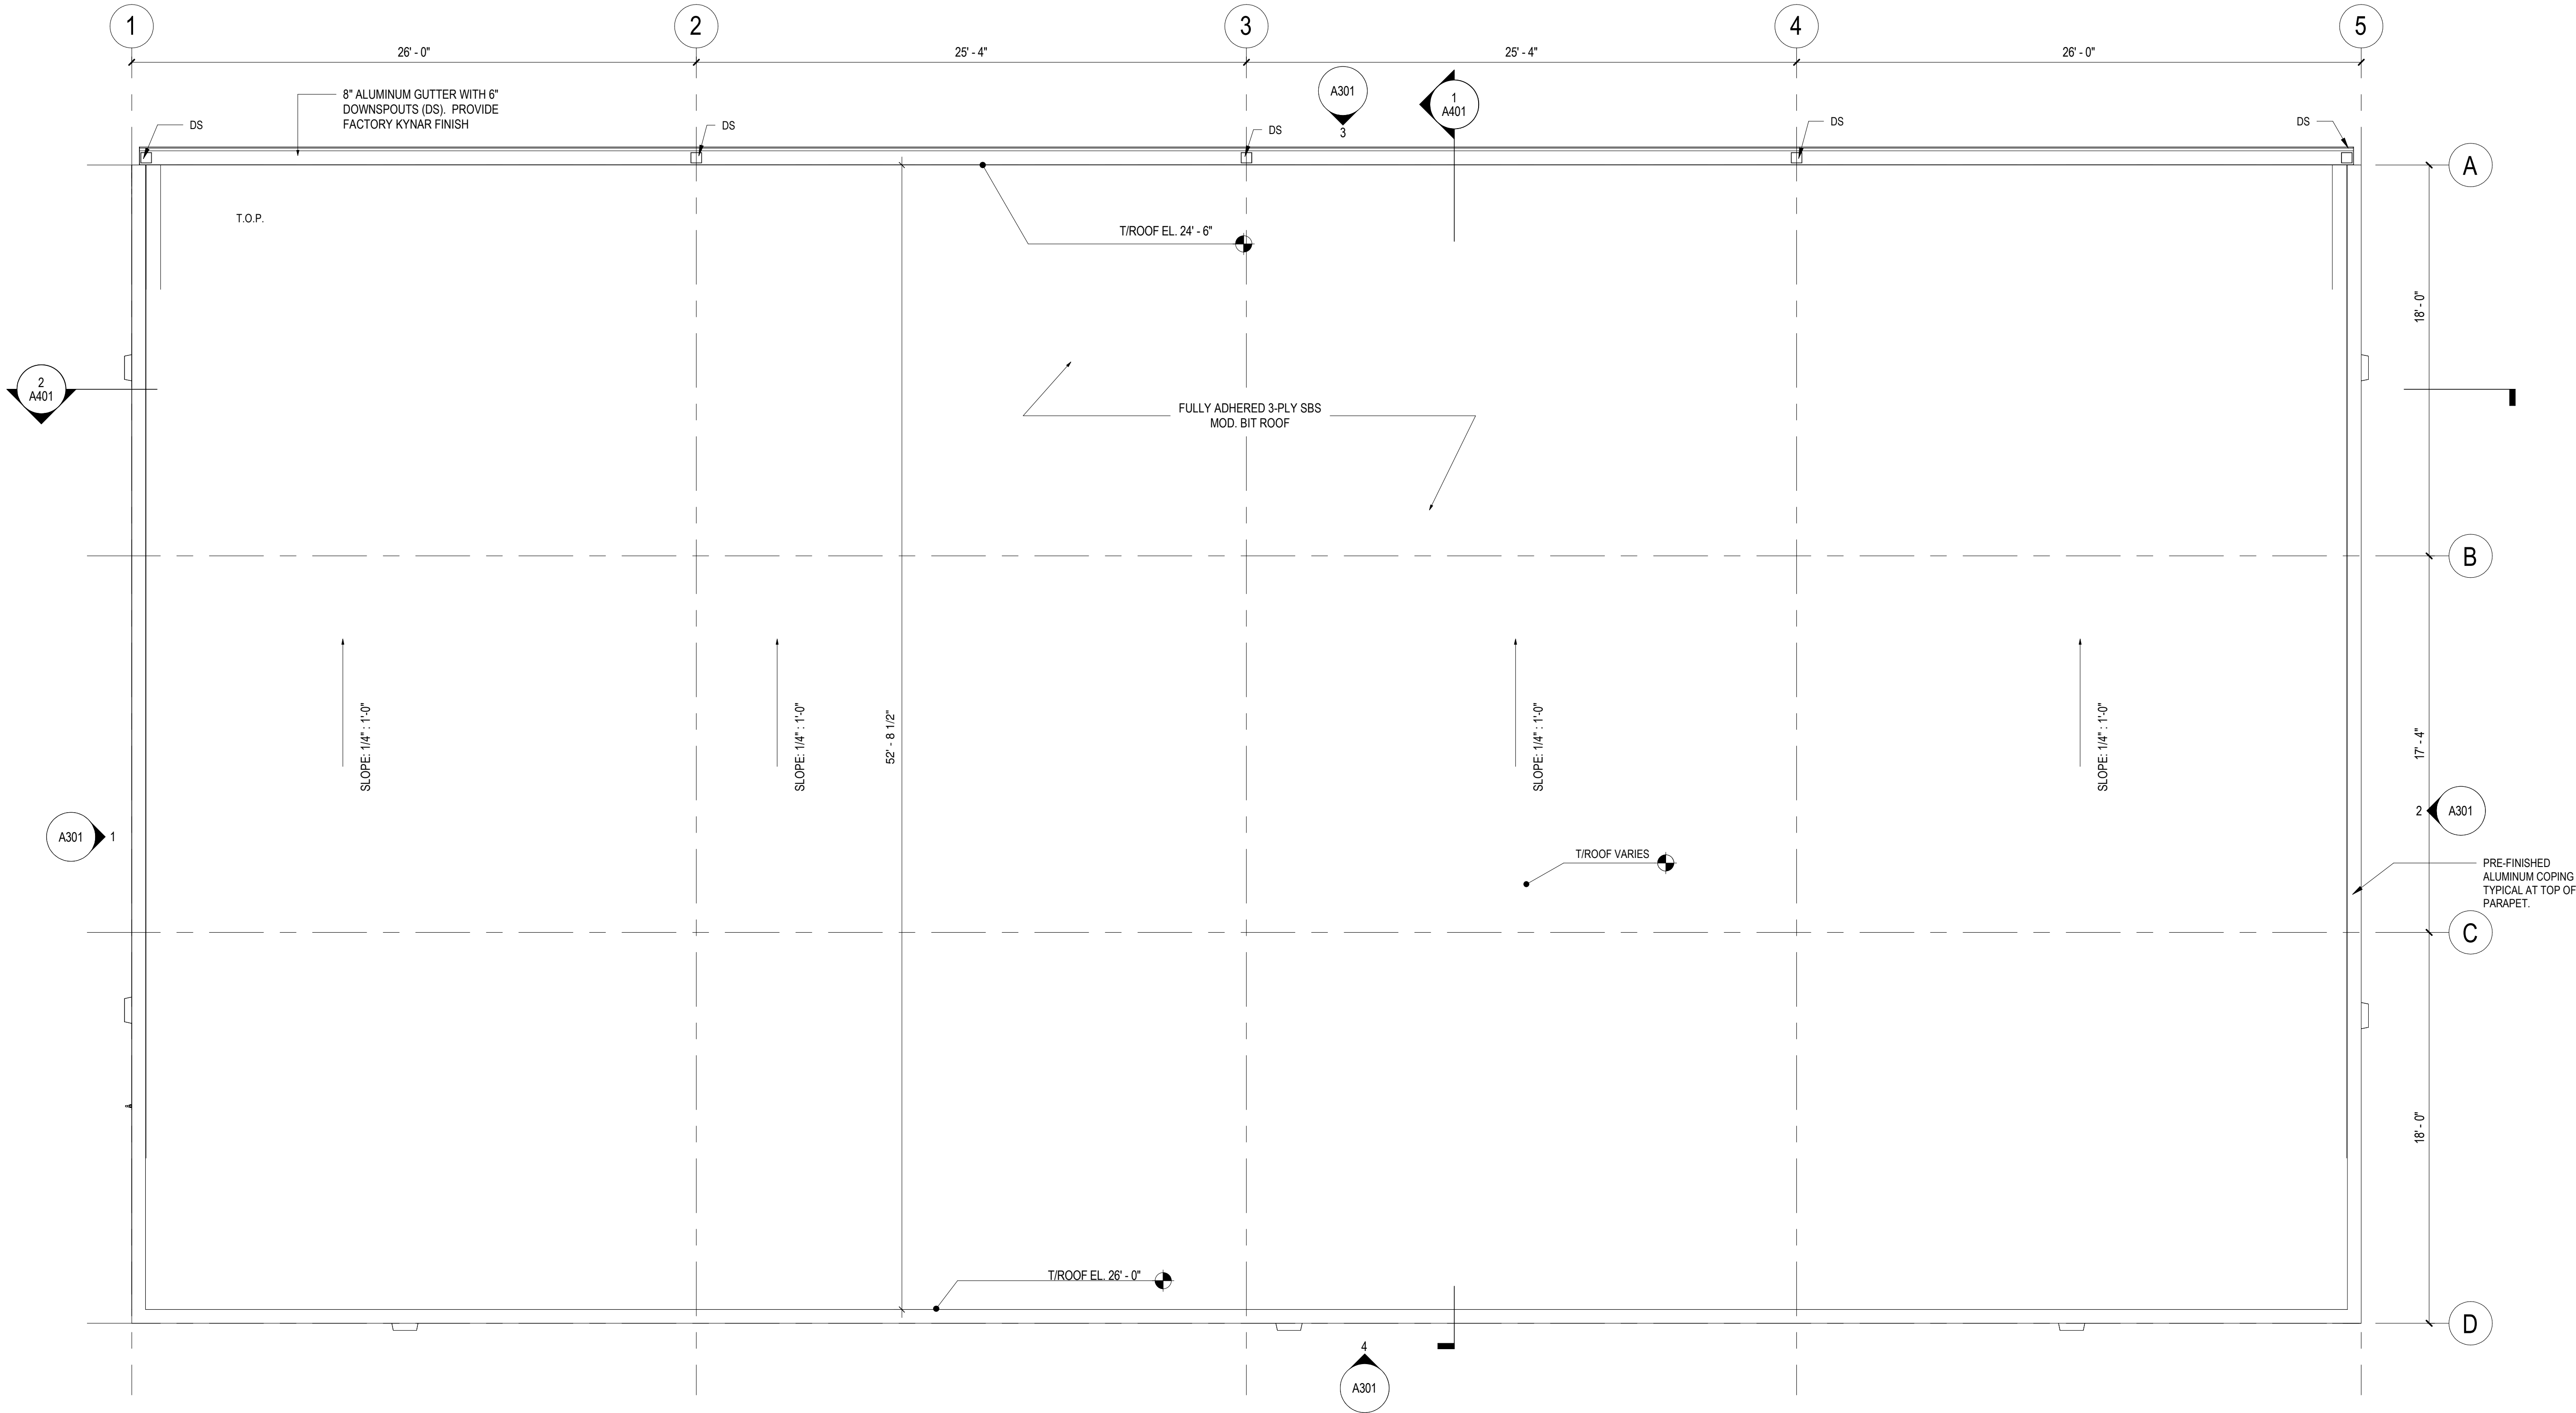 1
2
3
4
5
26' - 0"
25' - 4"
25' - 4"
26' - 0"
8" ALUMINUM GUTTER WITH 6"
DOWNSPOUTS (DS). PROVIDE
FACTORY KYNAR FINISH
A301
3
1
A401
DS
DS
DS
DS
DS
A
T.O.P.
T/ROOF EL. 24' - 6"
18' - 0"
2
A401
FULLY ADHERED 3-PLY SBS
MOD. BIT ROOF
B
SLOPE: 1/4" : 1'-0"
SLOPE: 1/4" : 1'-0"
52' - 8 1/2"
SLOPE: 1/4" : 1'-0"
SLOPE: 1/4" : 1'-0"
17' - 4"
A301
1
2
A301
T/ROOF VARIES
PRE-FINISHED
ALUMINUM COPING
TYPICAL AT TOP OF
PARAPET.
C
18' - 0"
T/ROOF EL. 26' - 0"
D
4
A301